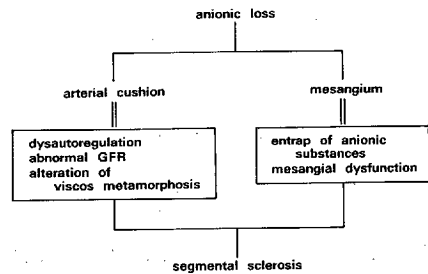 anionic loss
arterial cushion
mesangium
dysautoregulation
abnormal GFR
alteration of
viscos metamorphosis
entrap of anionic
substances
mesangial dysfunction
segmental sclerosis